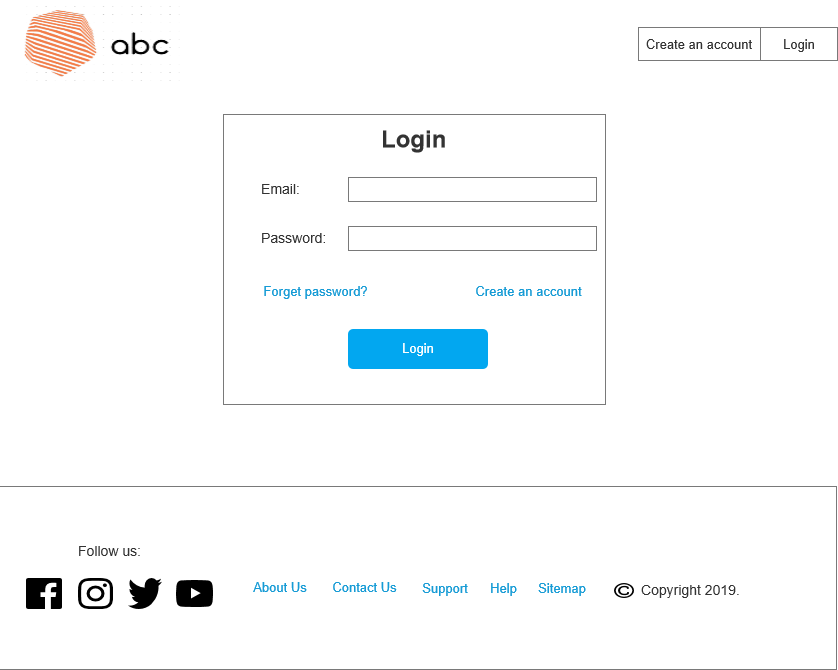 abc
Create an account Login
Login
Email:
Password:
Forget password? Create an account
Login
Follow us:
About Us Contact Us Support Help Sitemap © Copyright 2019.